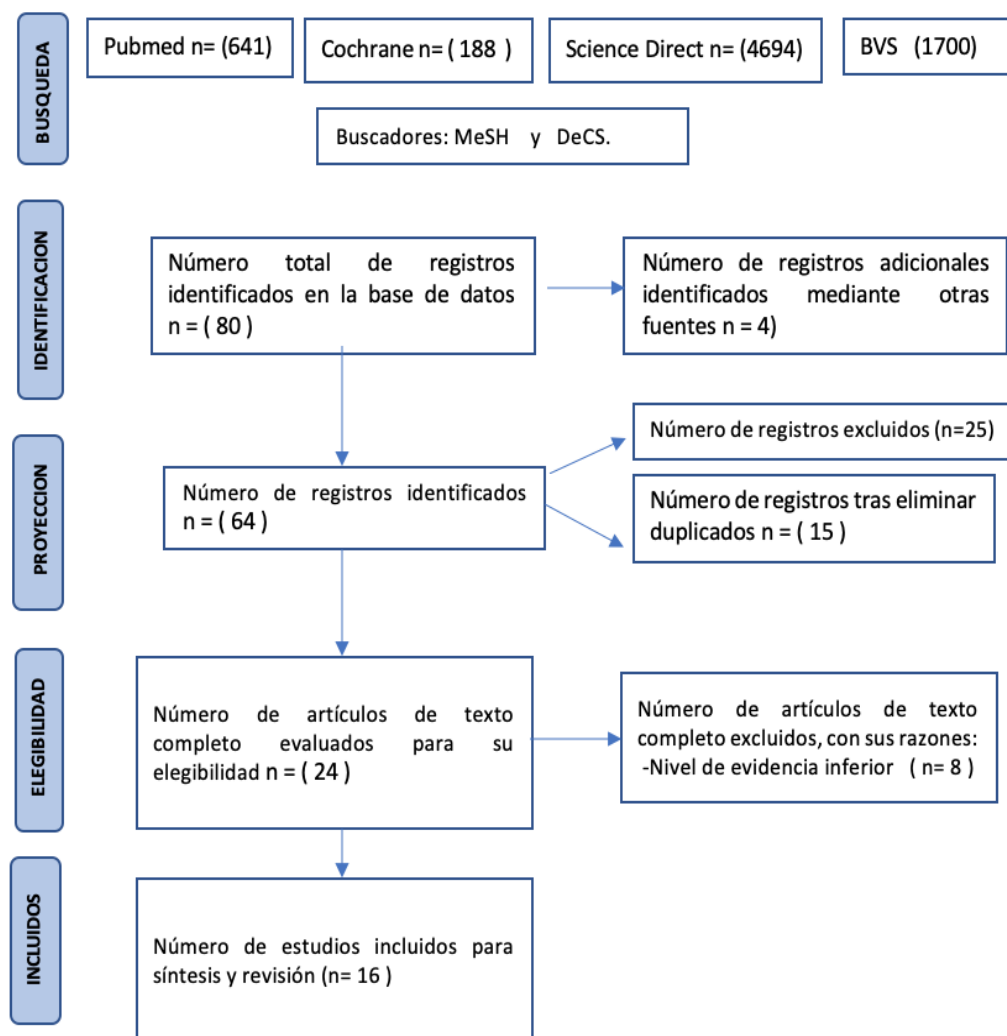 BUSQUEDA
Pubmed n= (641)
Cochrane n= ( 188 )
Science Direct n= (4694)
BVS (1700)
Buscadores: MeSH y DeCS.
IDENTIFICACION
Número total de registros
identificados en la base de datos
n = ( 80 )
Número de registros adicionales
identificados mediante otras
fuentes n = 4)
PROYECCION
Número de registros identificados
n = ( 64 )
Número de registros excluidos (n=25)
Número de registros tras eliminar
duplicados n = ( 15 )
ELEGIBILIDAD
Número de artículos de texto
completo evaluados para su
elegibilidad n = ( 24 )
Número de artículos de texto
completo excluidos, con sus razones:
-Nivel de evidencia inferior ( n= 8 )
INCLUIDOS
Número de estudios incluidos para
síntesis y revisión (n= 16 )